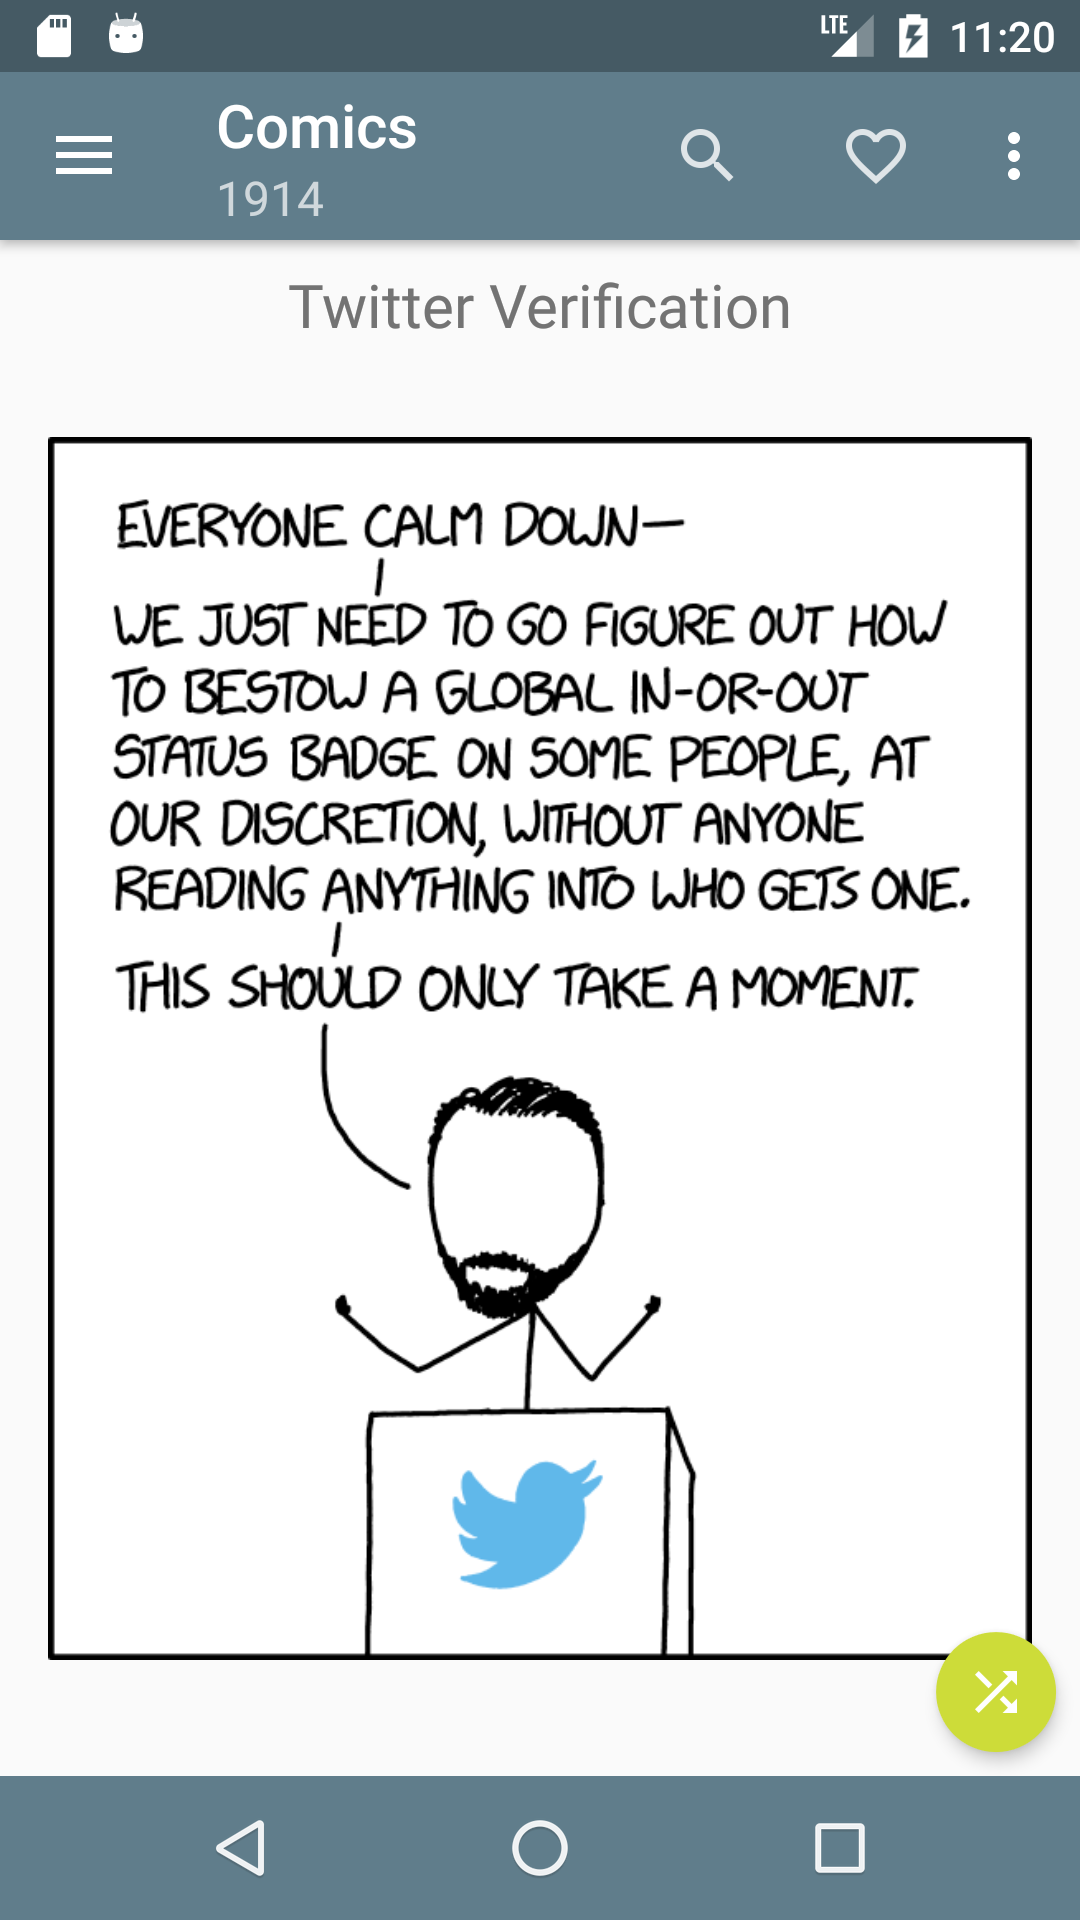 LTE 11:20
Comics
1914
Twitter Verification
EVERYONE CALM DOWN—
WE JUST NEED TO GO FIGURE OUT HOW
TO BESTOW A GLOBAL IN-OR-OUT
STATUS BADGE ON SOME PEOPLE, AT
OUR DISCRETION, WITHOUT ANYONE
READING ANYTHING INTO WHO GETS ONE.
THIS SHOULD ONLY TAKE A MOMENT.